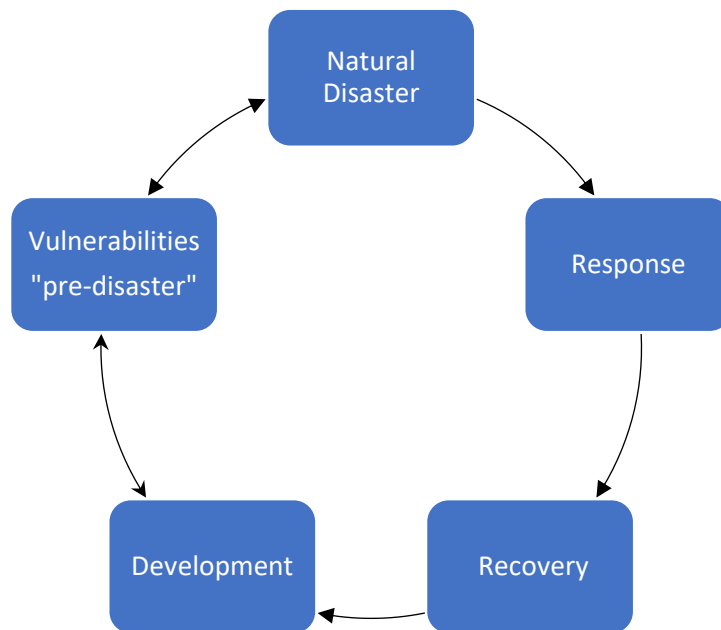 Natural
Disaster
Vulnerabilities
"pre-disaster"
Response
Development
Recovery